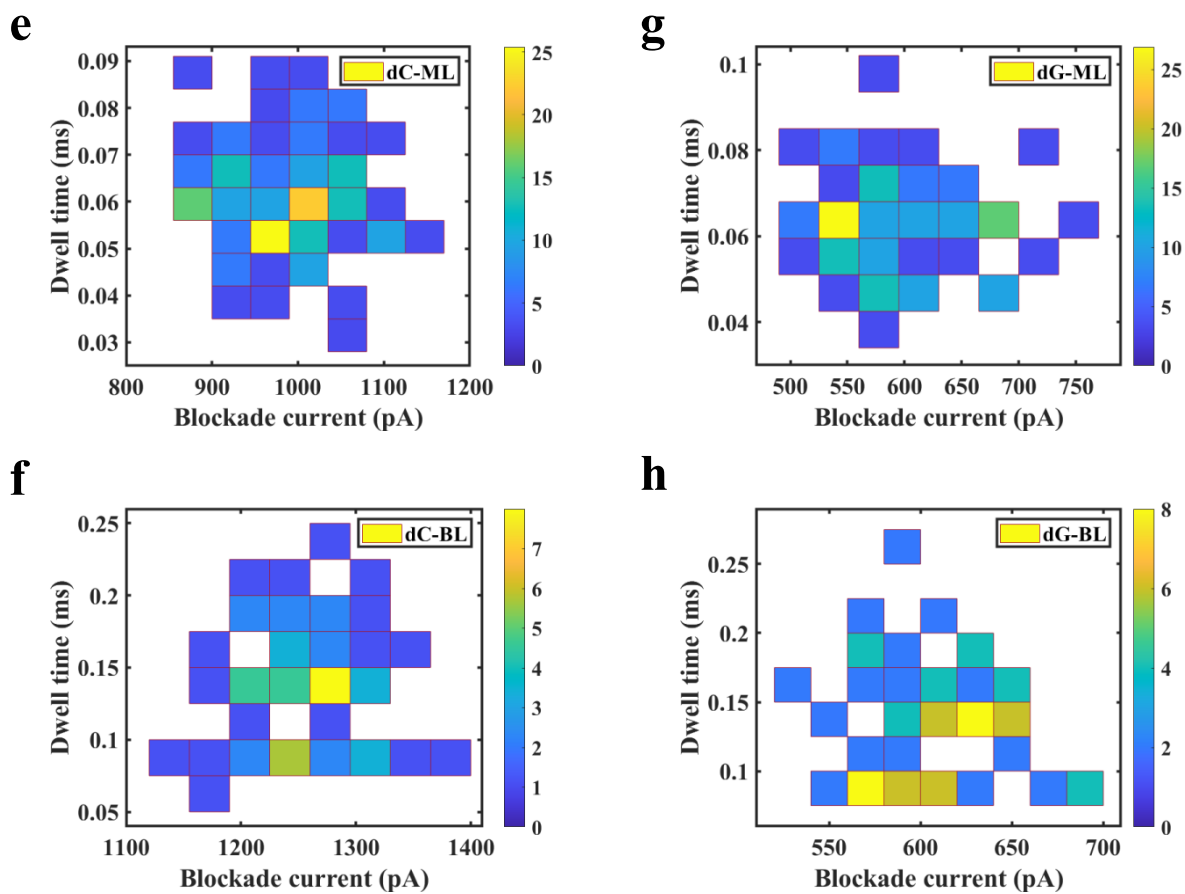 e
dC-ML
0.09
0.08
0.07
0.06
0.05
0.04
0.03
Dwell time (ms)
800 900 1000 1100 1200
Blockade current (pA)
25
20
15
10
5
0
g
dG-ML
0.1
0.08
0.06
0.04
Dwell time (ms)
500 550 600 650 700 750
Blockade current (pA)
25
20
15
10
5
0
f
dC-BL
0.25
0.2
0.15
0.1
0.05
Dwell time (ms)
1100 1200 1300 1400
Blockade current (pA)
7
6
5
4
3
2
1
0
h
dG-BL
0.25
0.2
0.15
0.1
Dwell time (ms)
550 600 650 700
Blockade current (pA)
8
6
4
2
0